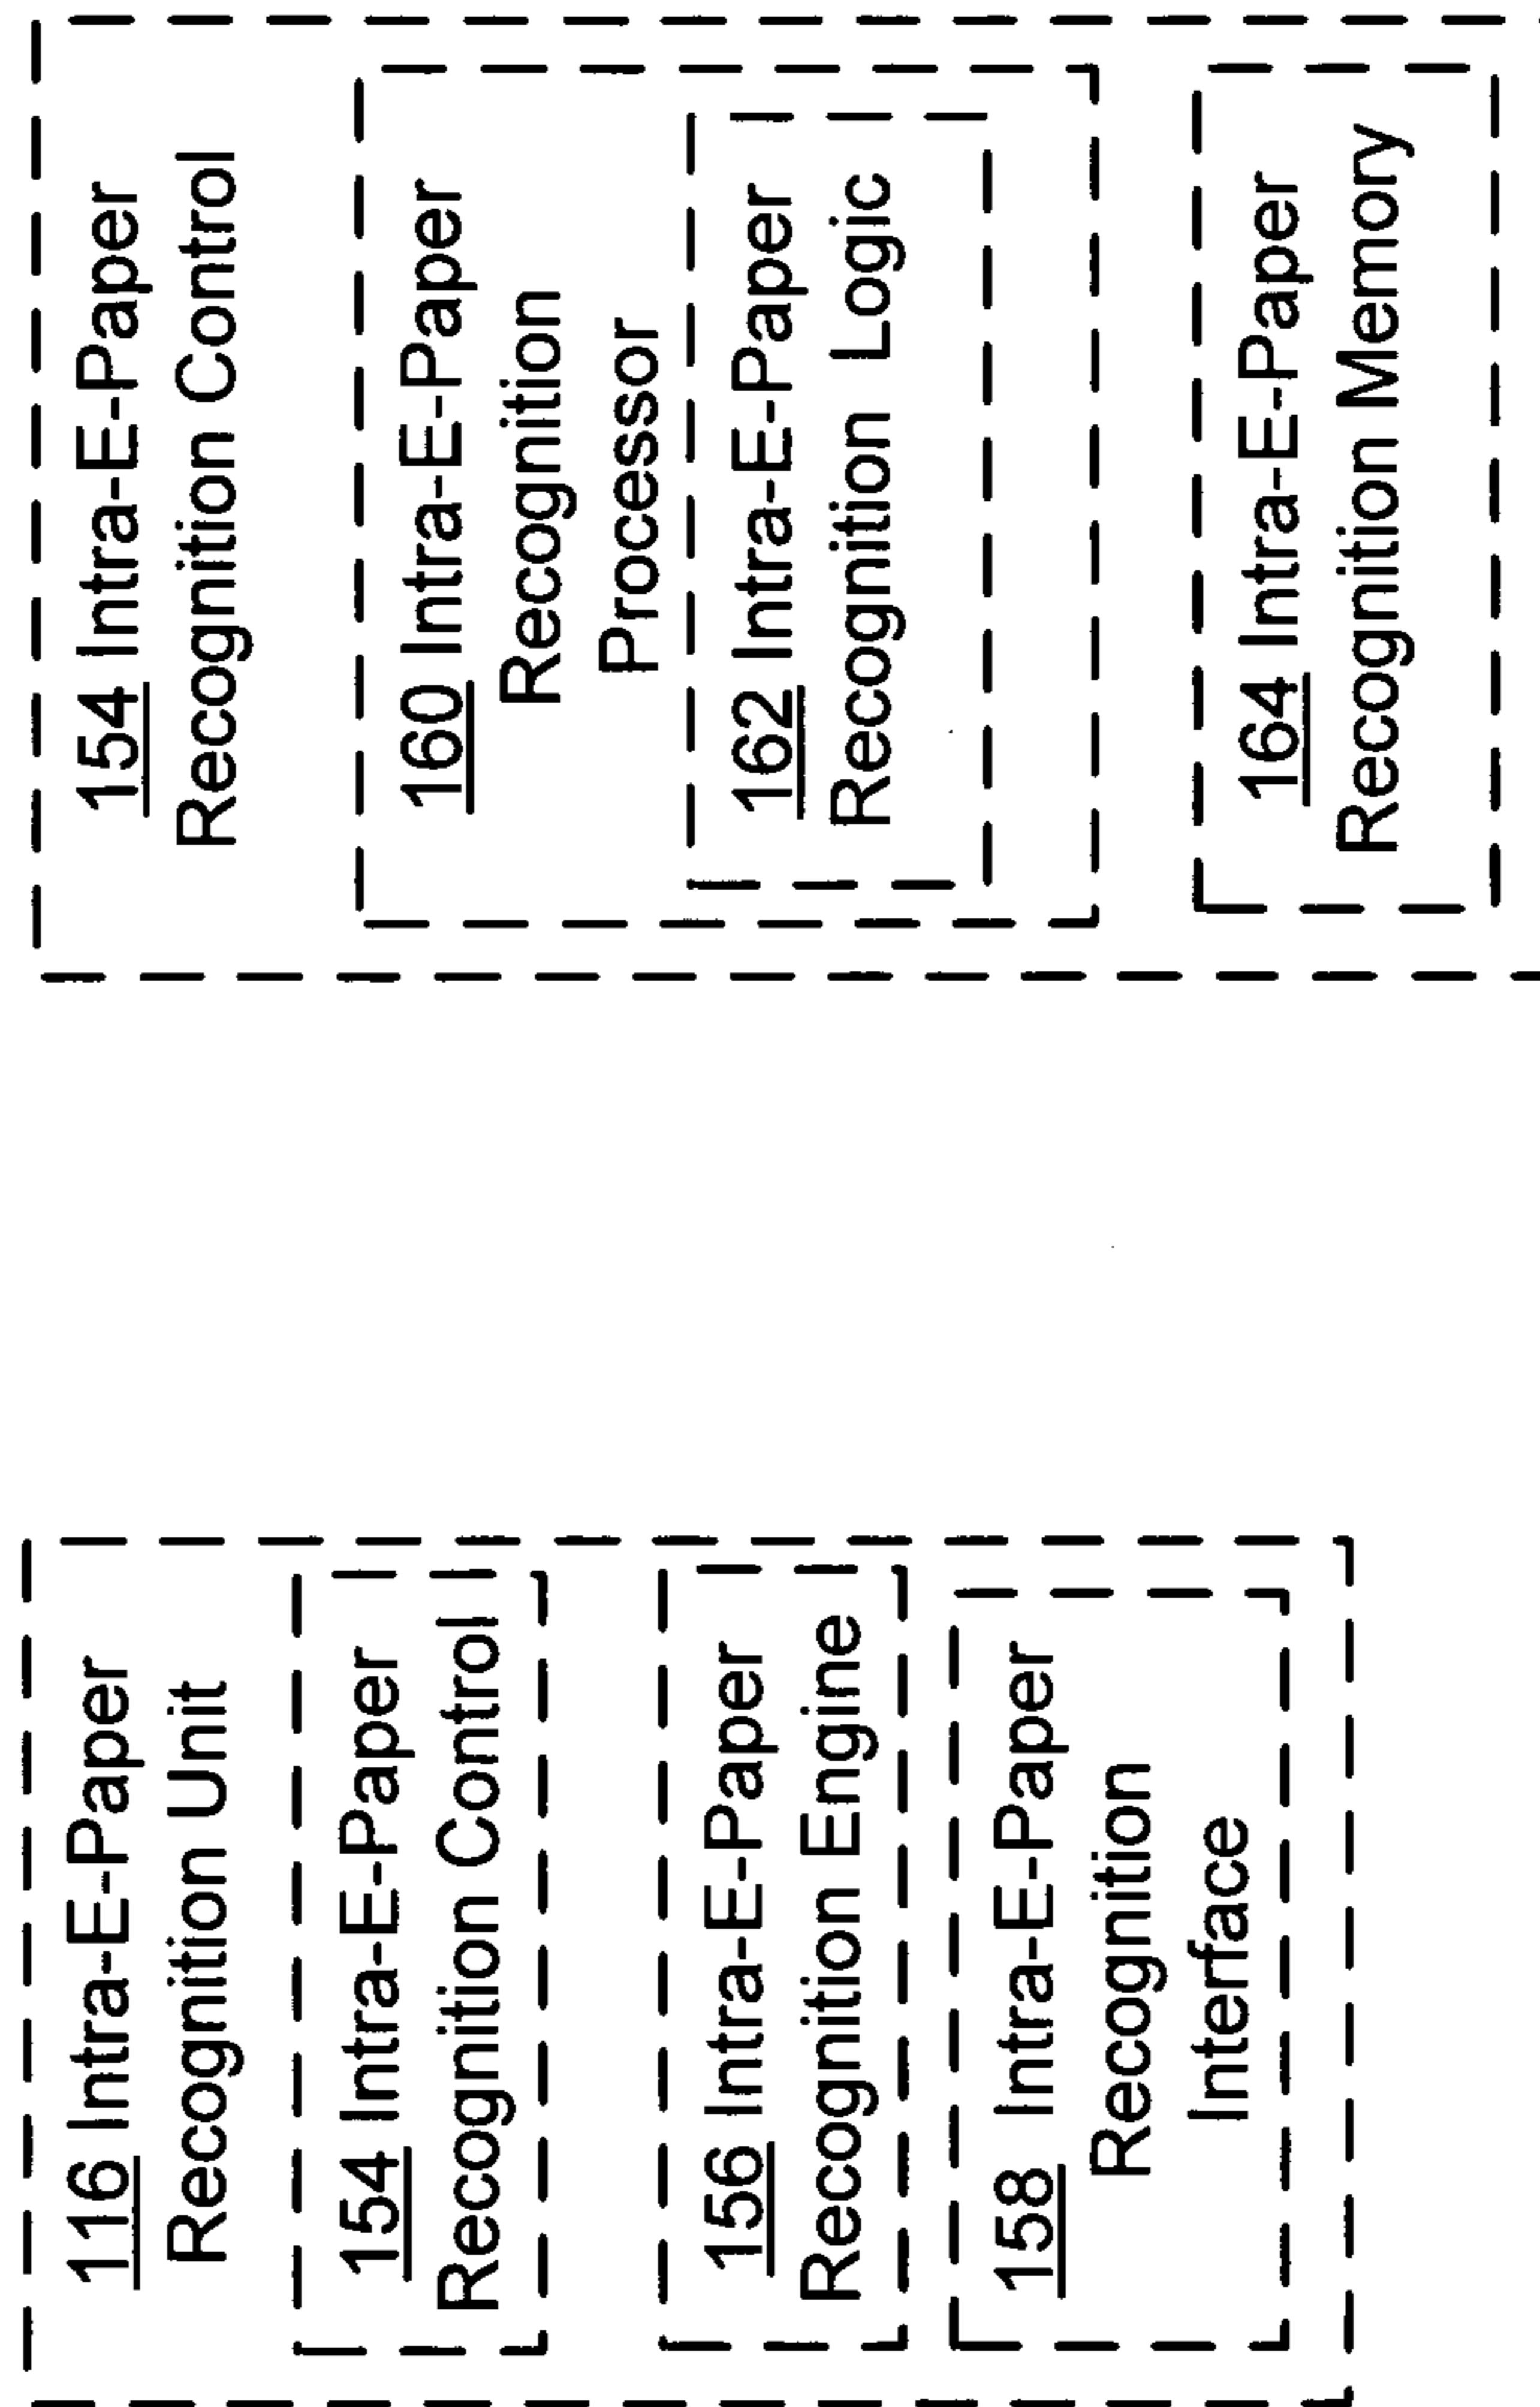 116 Intra-E-Paper
Recognition Unit
154 Intra-E-Paper
Recognition Control
156 Intra-E-Paper
Recognition Engine
158 Intra-E-Paper
Recognition
Interface
154 Intra-E-Paper
Recognition Control
160 Intra-E-Paper
Recognition
Processor
162 Intra-E-Paper
Recognition Logic
164 Intra-E-Paper
Recognition Memory